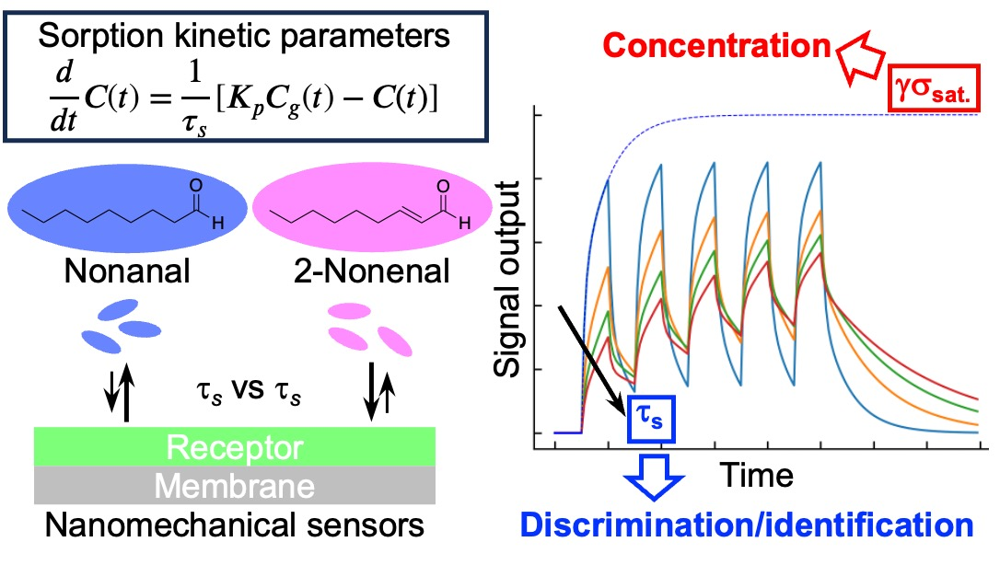 Sorption kinetic parameters
d/dt C(t) = 1/τs [KpCg(t) − C(t)]
O
H
Nonanal
O
H
2-Nonenal
τs vs τs
Receptor
Membrane
Nanomechanical sensors
Concentration
γσsat.
Signal output
τs
Time
Discrimination/identification